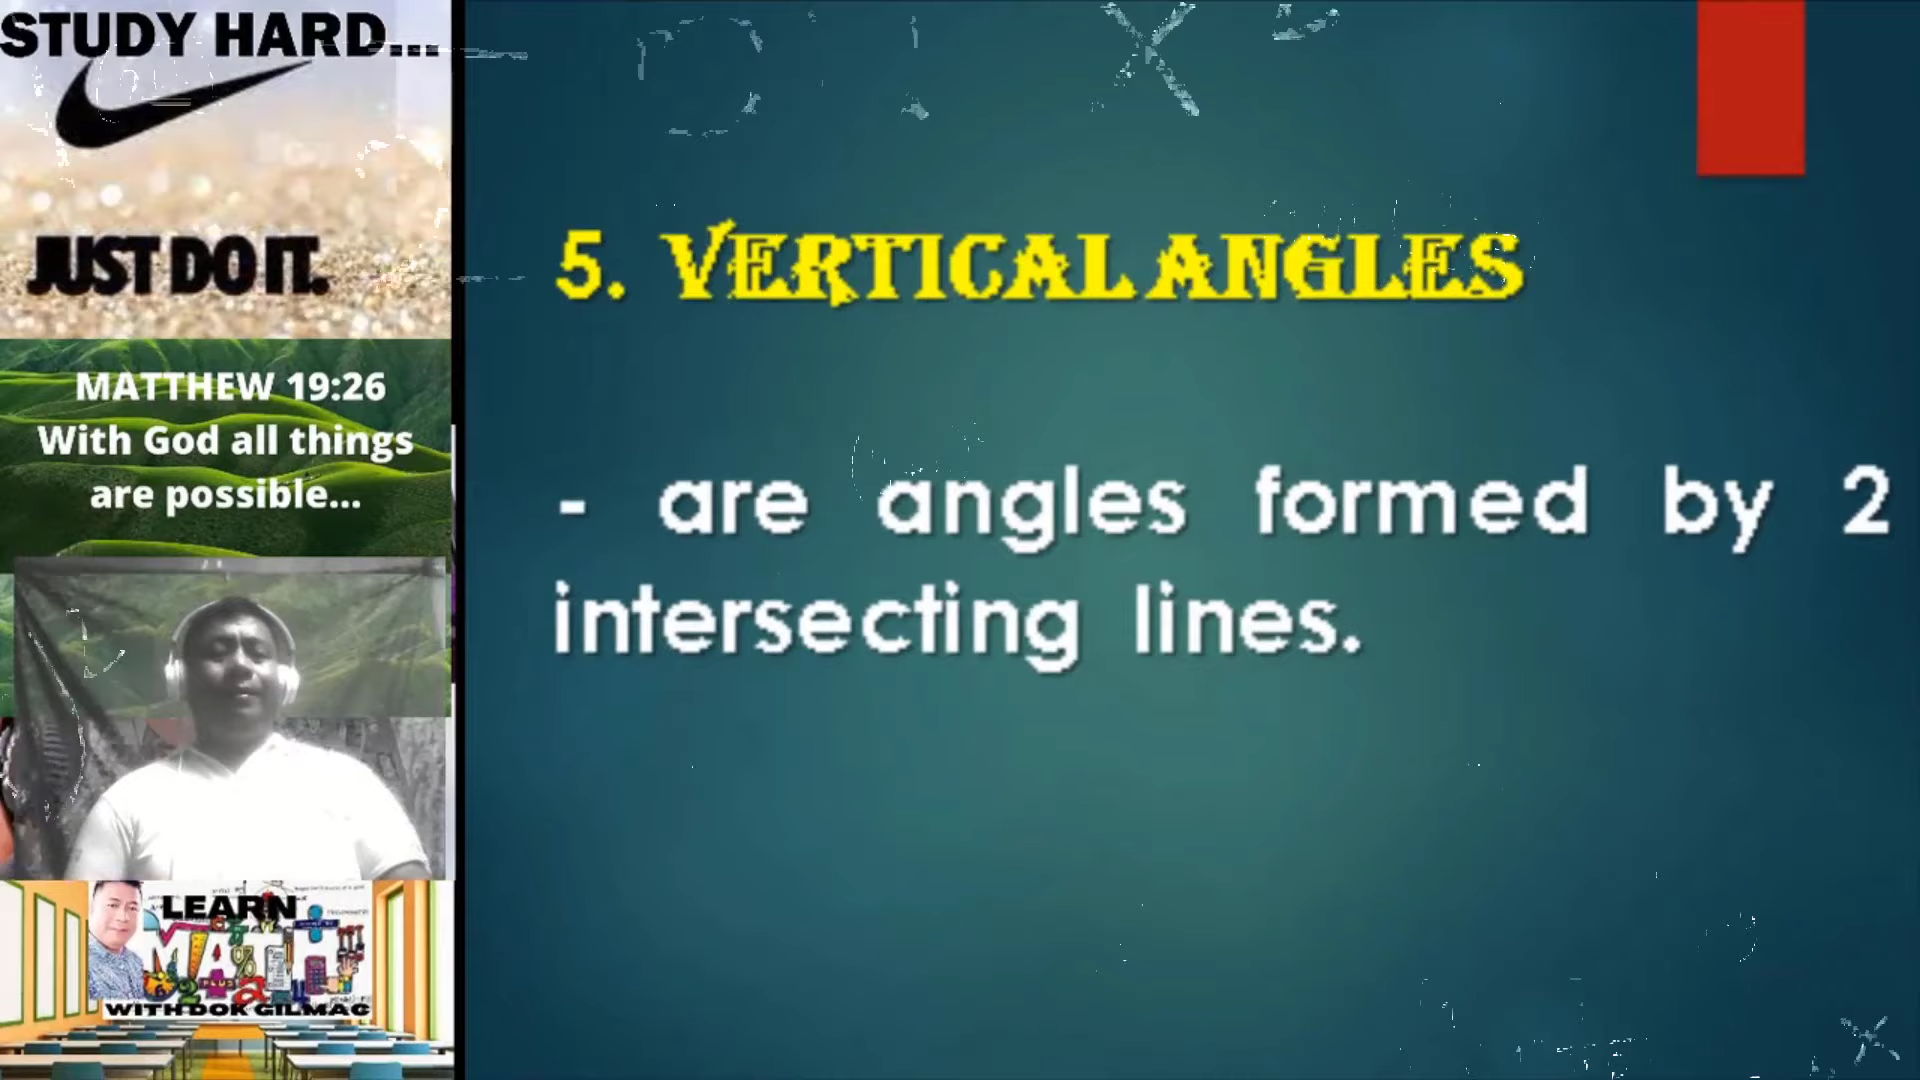 STUDY HARD...
JUST DO IT.
MATTHEW 19:26
With God all things
are possible...
LEARN
MATH
PLUS
WITH DOK GILMAC
5. VERTICAL ANGLES
- are angles formed by 2
intersecting lines.